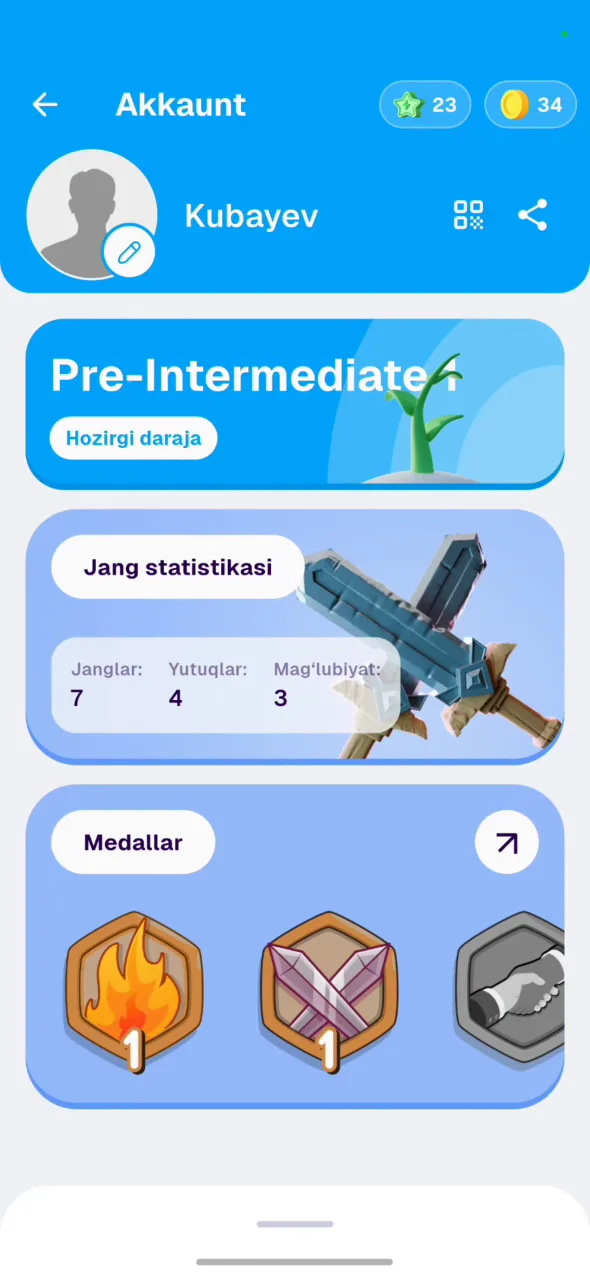 Akkaunt
23
34
Kubayev
Pre-Intermediate 1
Hozirgi daraja
Jang statistikasi
Janglar: Yutuqlar: Mag‘lubiyat:
7 4 3
Medallar
1 1